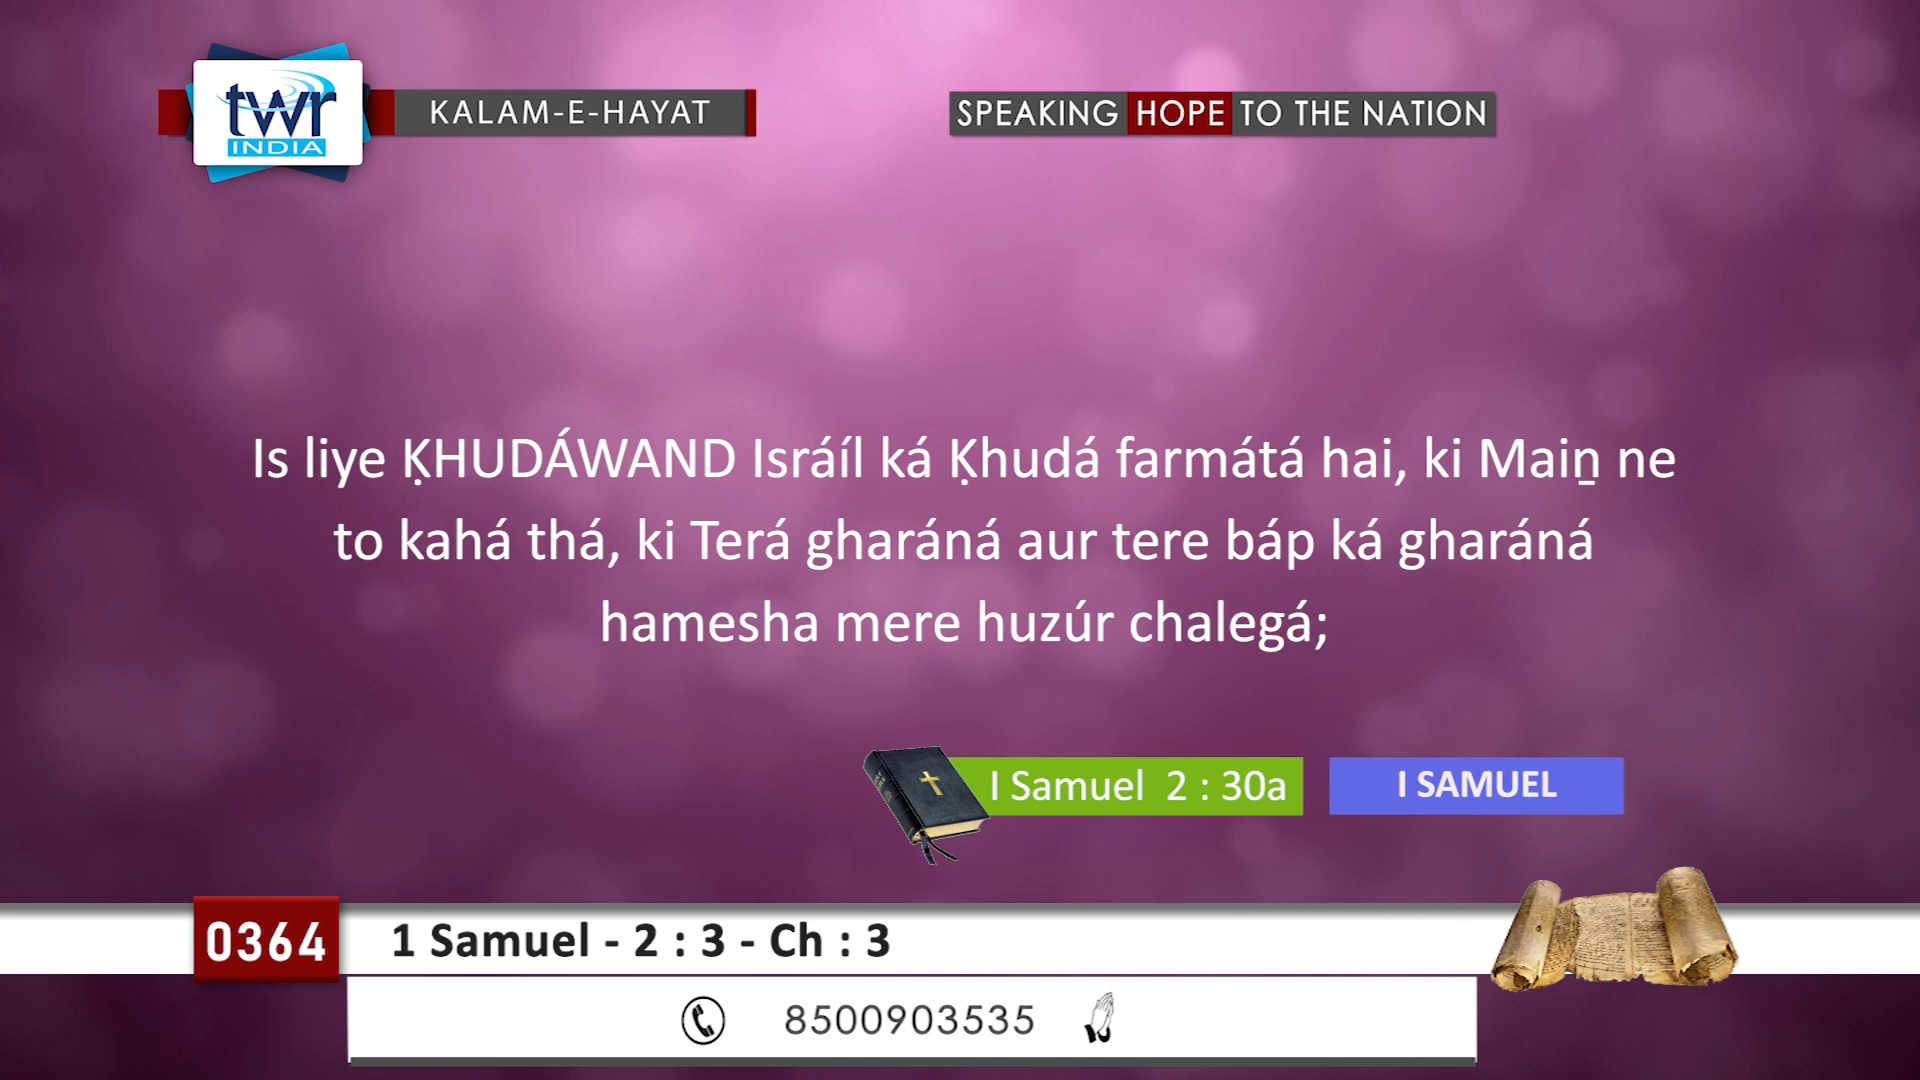 twr
INDIA
KALAM-E-HAYAT
SPEAKING HOPE TO THE NATION
Is liye ḲHUDÁWAND Isráíl ká Ḳhudá farmátá hai, ki Maiṉ ne
to kahá thá, ki Terá gharáná aur tere báp ká gharáná
hamesha mere huzúr chalegá;
I Samuel 2 : 30a
I SAMUEL
0364
1 Samuel - 2 : 3 - Ch : 3
8500903535